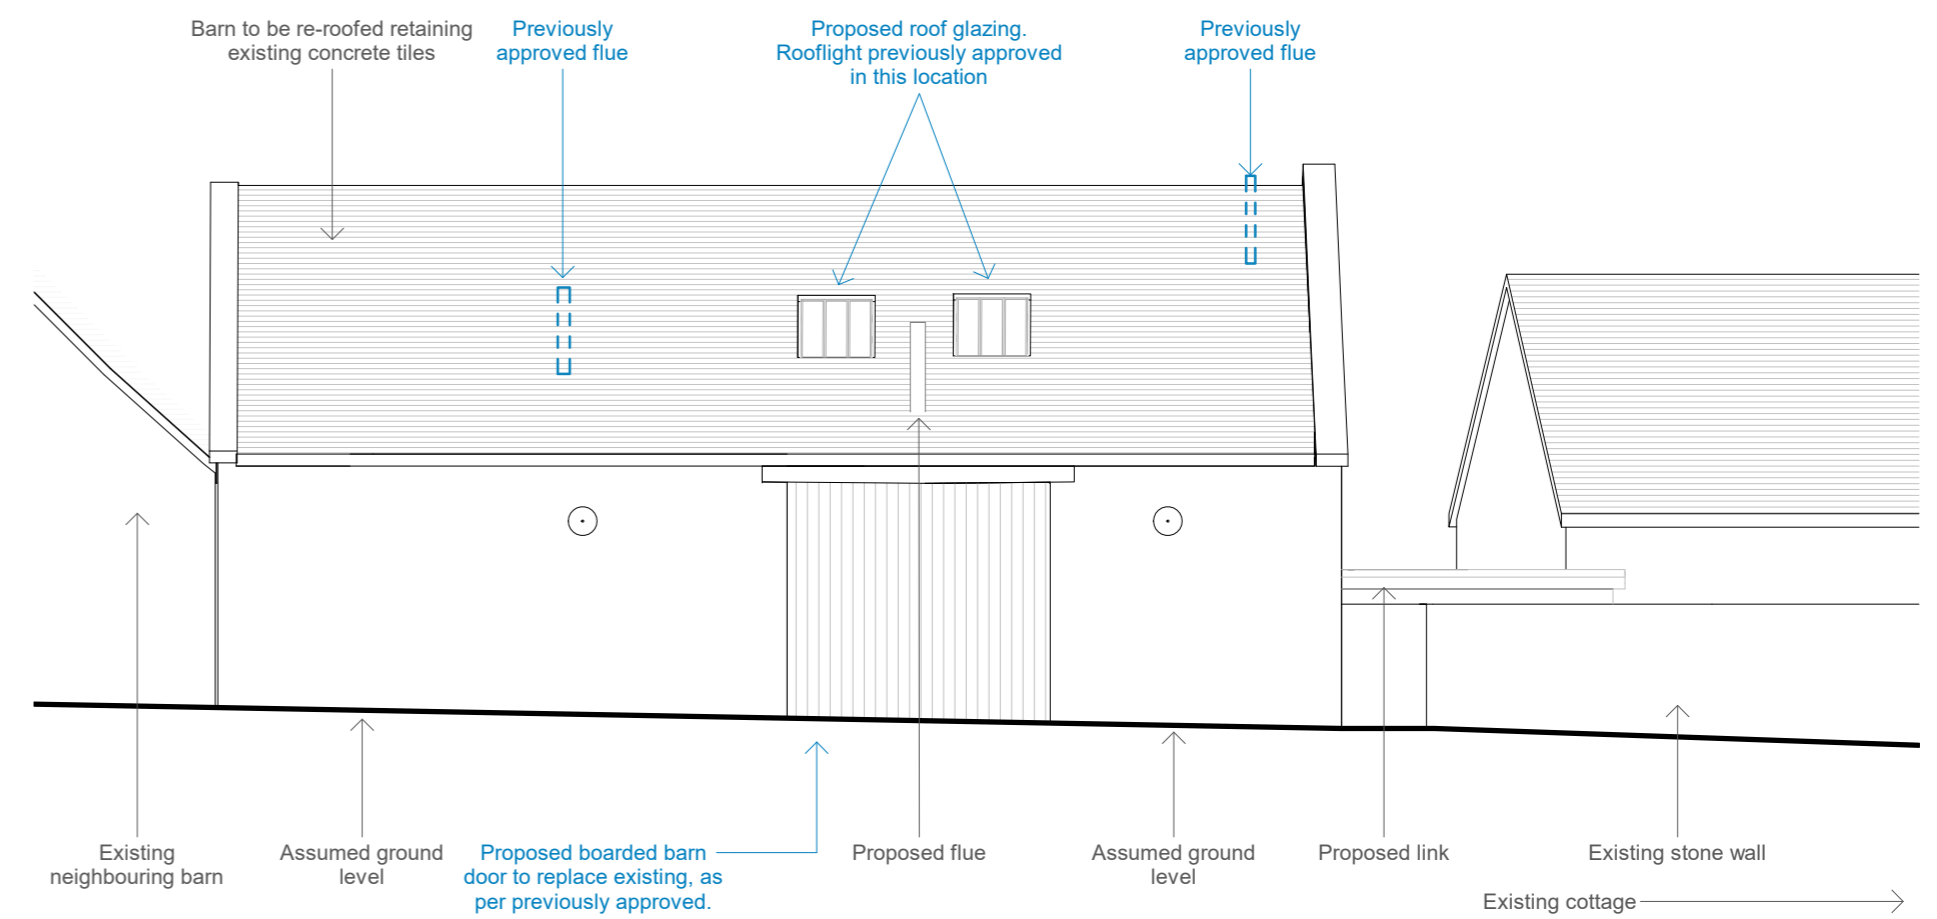 Barn to be re-roofed retaining
existing concrete tiles
Previously
approved flue
Proposed roof glazing.
Rooflight previously approved
in this location
Previously
approved flue
Existing
neighbouring barn
Assumed ground
level
Proposed boarded barn
door to replace existing, as
per previously approved.
Proposed flue
Assumed ground
level
Proposed link
Existing stone wall
Existing cottage